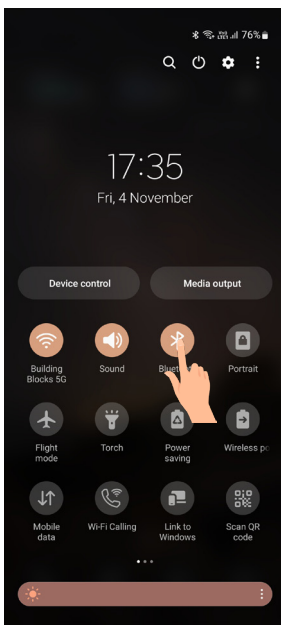 76%
17:35
Fri, 4 November
Device control Media output
Building Blocks 5G Sound Portrait
Flight mode Torch Power saving Wireless
Mobile data Wi-Fi Calling Link to Windows Scan QR code